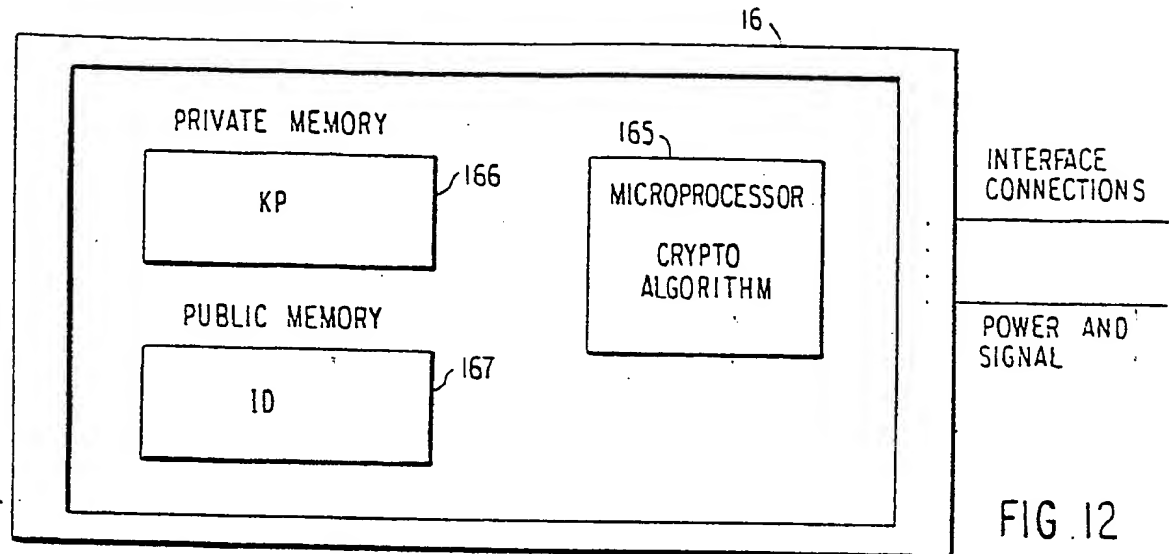 16
PRIVATE MEMORY
KP
166
PUBLIC MEMORY
ID
167
165
MICROPROCESSOR
CRYPTO
ALGORITHM
INTERFACE
CONNECTIONS
POWER AND
SIGNAL
FIG.12